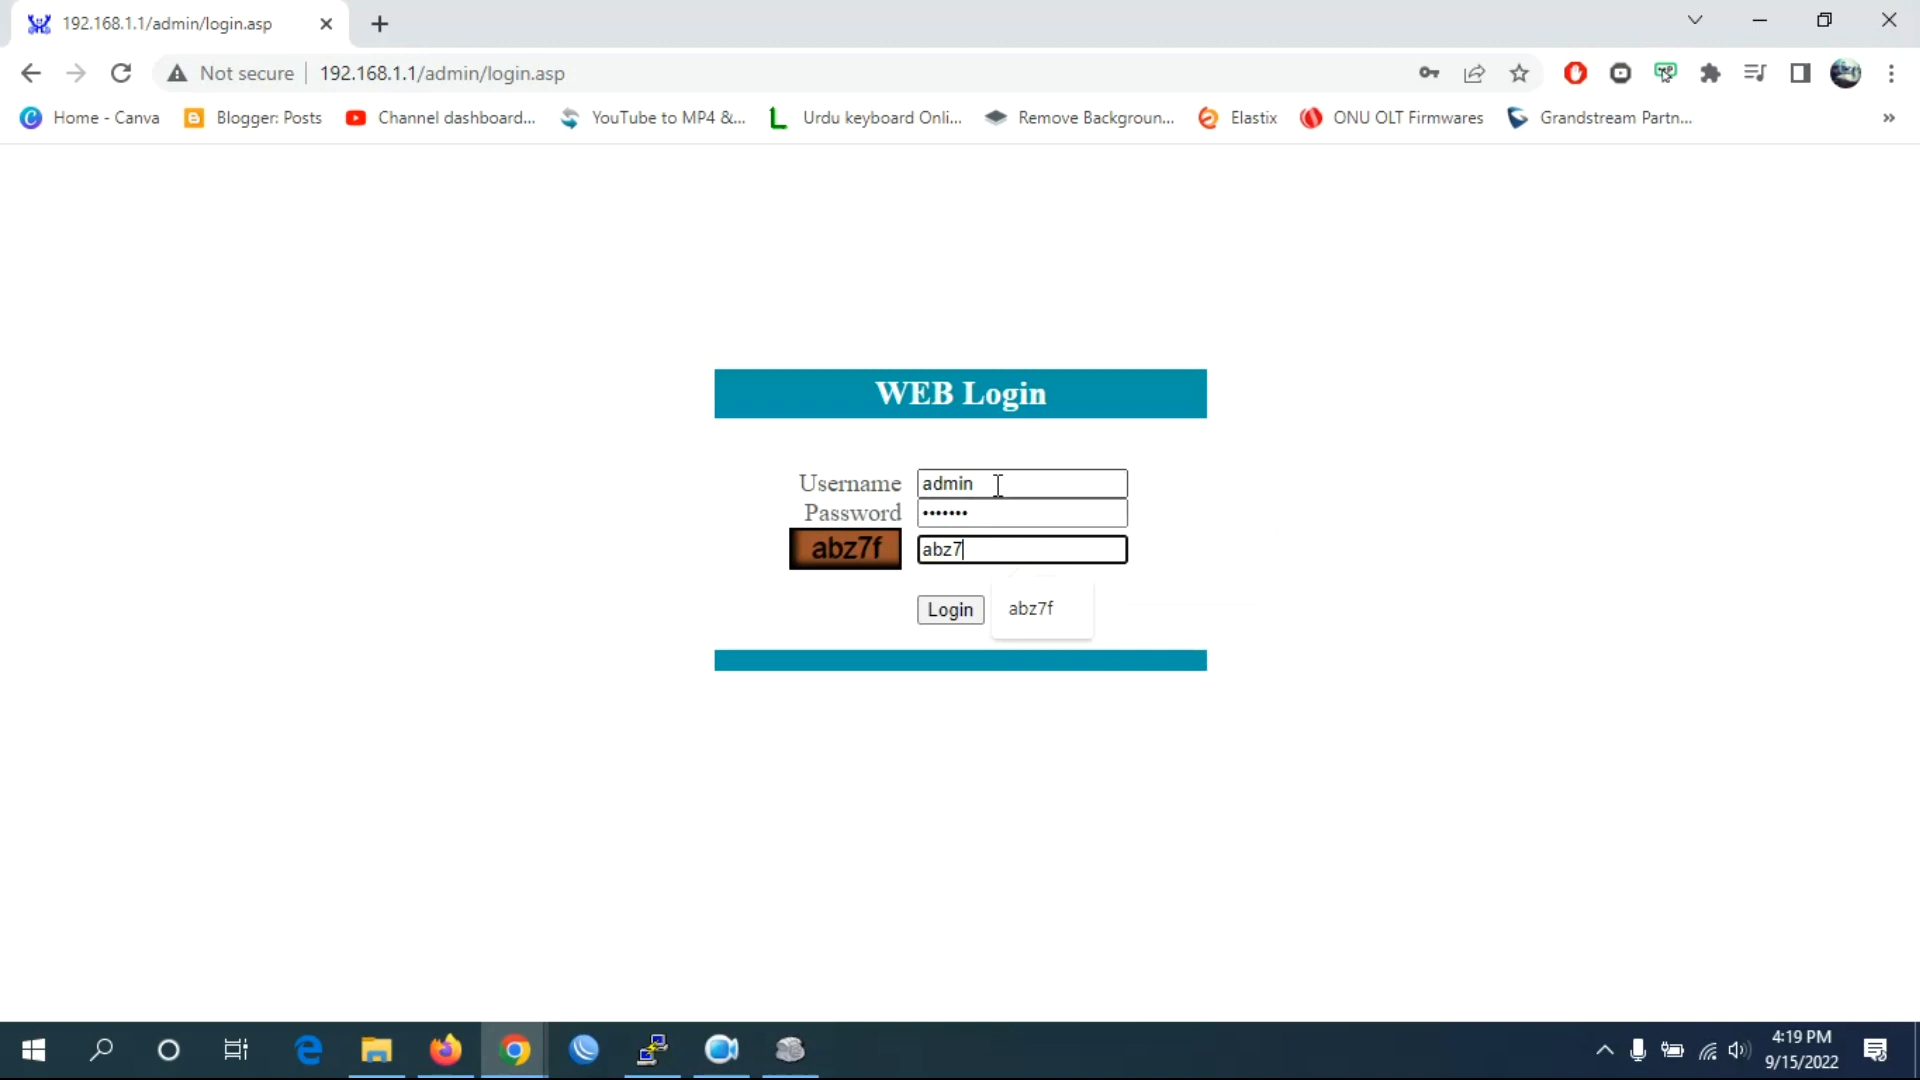 192.168.1.1/admin/login.asp
Not secure 192.168.1.1/admin/login.asp
Home - Canva Blogger: Posts Channel dashboard... YouTube to MP4 &... Urdu keyboard Onli... Remove Backgroun... Elastix ONU OLT Firmwares Grandstream Partn... »
WEB Login
Username admin
Password •••••••
abz7f abz7
Login abz7f
4:19 PM
9/15/2022